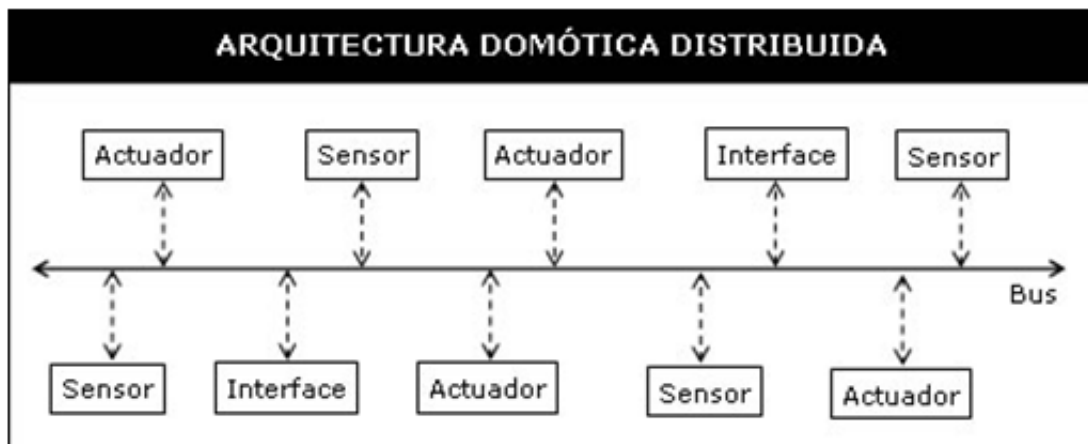 ARQUITECTURA DOMÓTICA DISTRIBUIDA
Actuador
Sensor
Actuador
Interface
Sensor
Bus
Sensor
Interface
Actuador
Sensor
Actuador